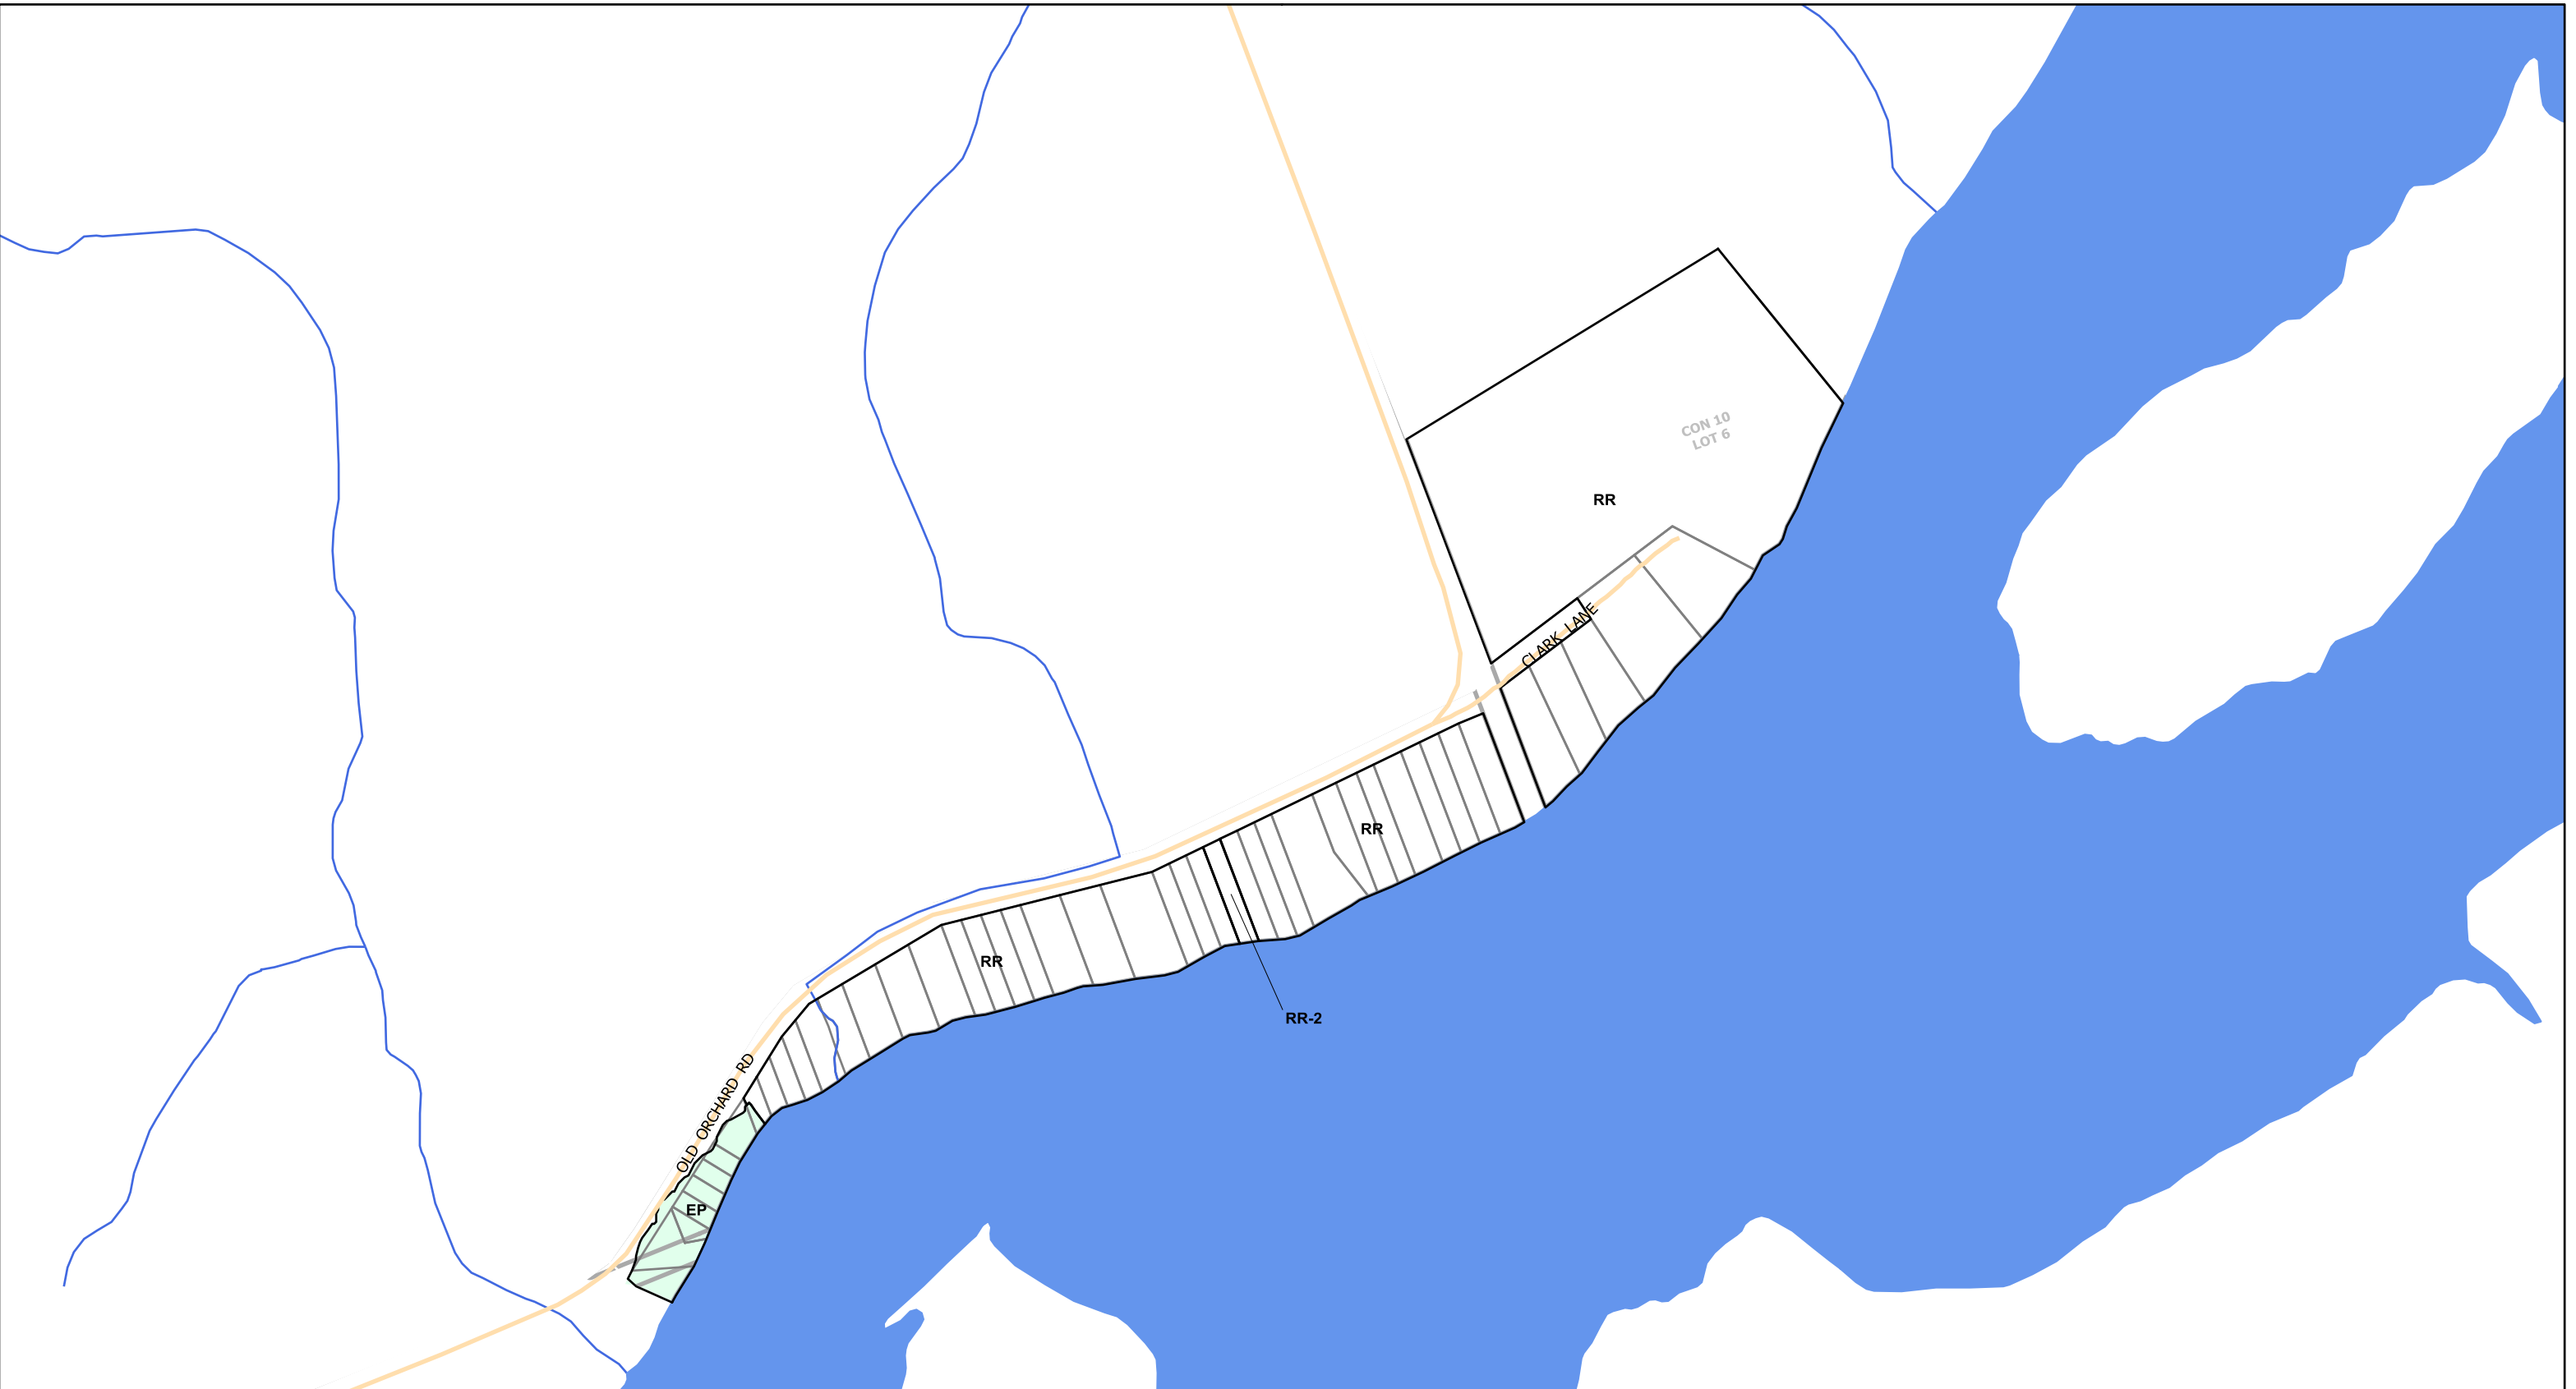 CON 10
LOT 6
RR
CLARK LANE
RR
RR
RR-2
OLD ORCHARD RD
EP